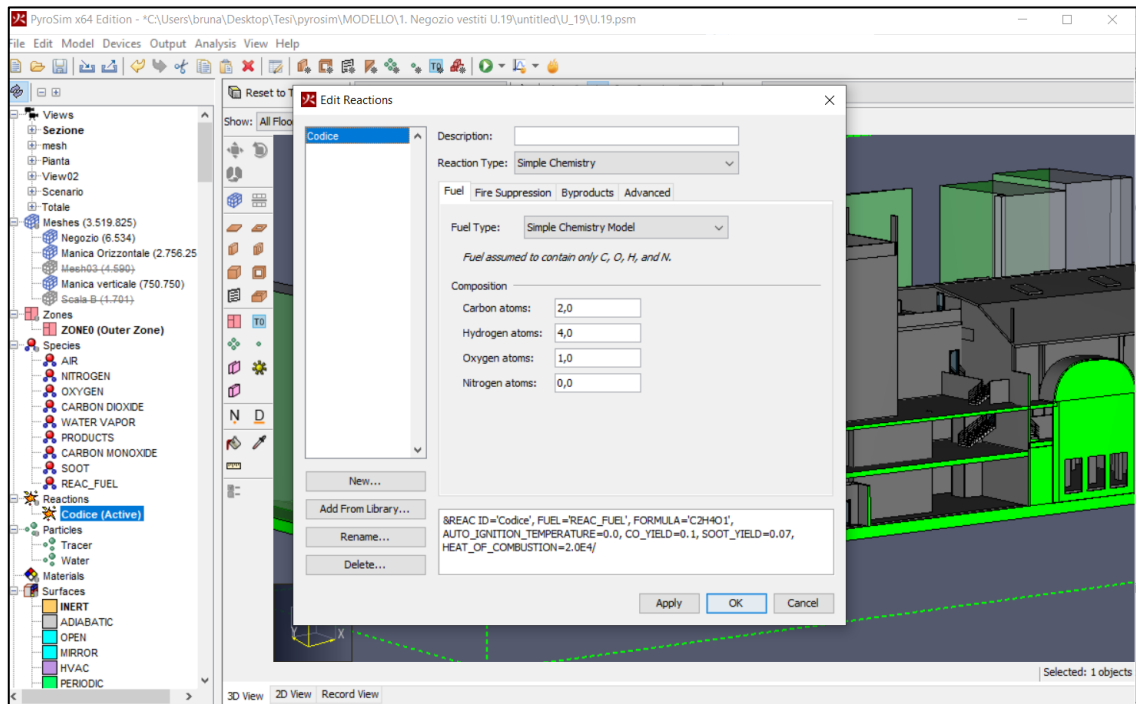 PyroSim x64 Edition - *C:\Users\bruna\Desktop\Tesi\pyrosim\MODELLO\1. Negozio vestiti U.19\untitled\U_19\U.19.psm
File Edit Model Devices Output Analysis View Help
Reset to
Show: All Floo
Views
Sezione
mesh
Pianta
View02
Scenario
Totale
Meshes (3.519.825)
Negozio (6.534)
Manica Orizzontale (2.756.25
Mesh03 (4.590)
Manica verticale (750.750)
Scala B (1.701)
Zones
ZONE0 (Outer Zone)
Species
AIR
NITROGEN
OXYGEN
CARBON DIOXIDE
WATER VAPOR
PRODUCTS
CARBON MONOXIDE
SOOT
REAC_FUEL
Reactions
Codice (Active)
Particles
Tracer
Water
Materials
Surfaces
INERT
ADIABATIC
OPEN
MIRROR
HVAC
PERIODIC
N D
Edit Reactions
Codice
New...
Add From Library...
Rename...
Delete...
Description:
Reaction Type: Simple Chemistry
Fuel Fire Suppression Byproducts Advanced
Fuel Type: Simple Chemistry Model
Fuel assumed to contain only C, O, H, and N.
Composition
Carbon atoms: 2,0
Hydrogen atoms: 4,0
Oxygen atoms: 1,0
Nitrogen atoms: 0,0
&REAC ID='Codice', FUEL='REAC_FUEL', FORMULA='C2H4O1',
AUTO_IGNITION_TEMPERATURE=0.0, CO_YIELD=0.1, SOOT_YIELD=0.07,
HEAT_OF_COMBUSTION=2.0E4/
Apply OK Cancel
X
Selected: 1 objects
3D View 2D View Record View